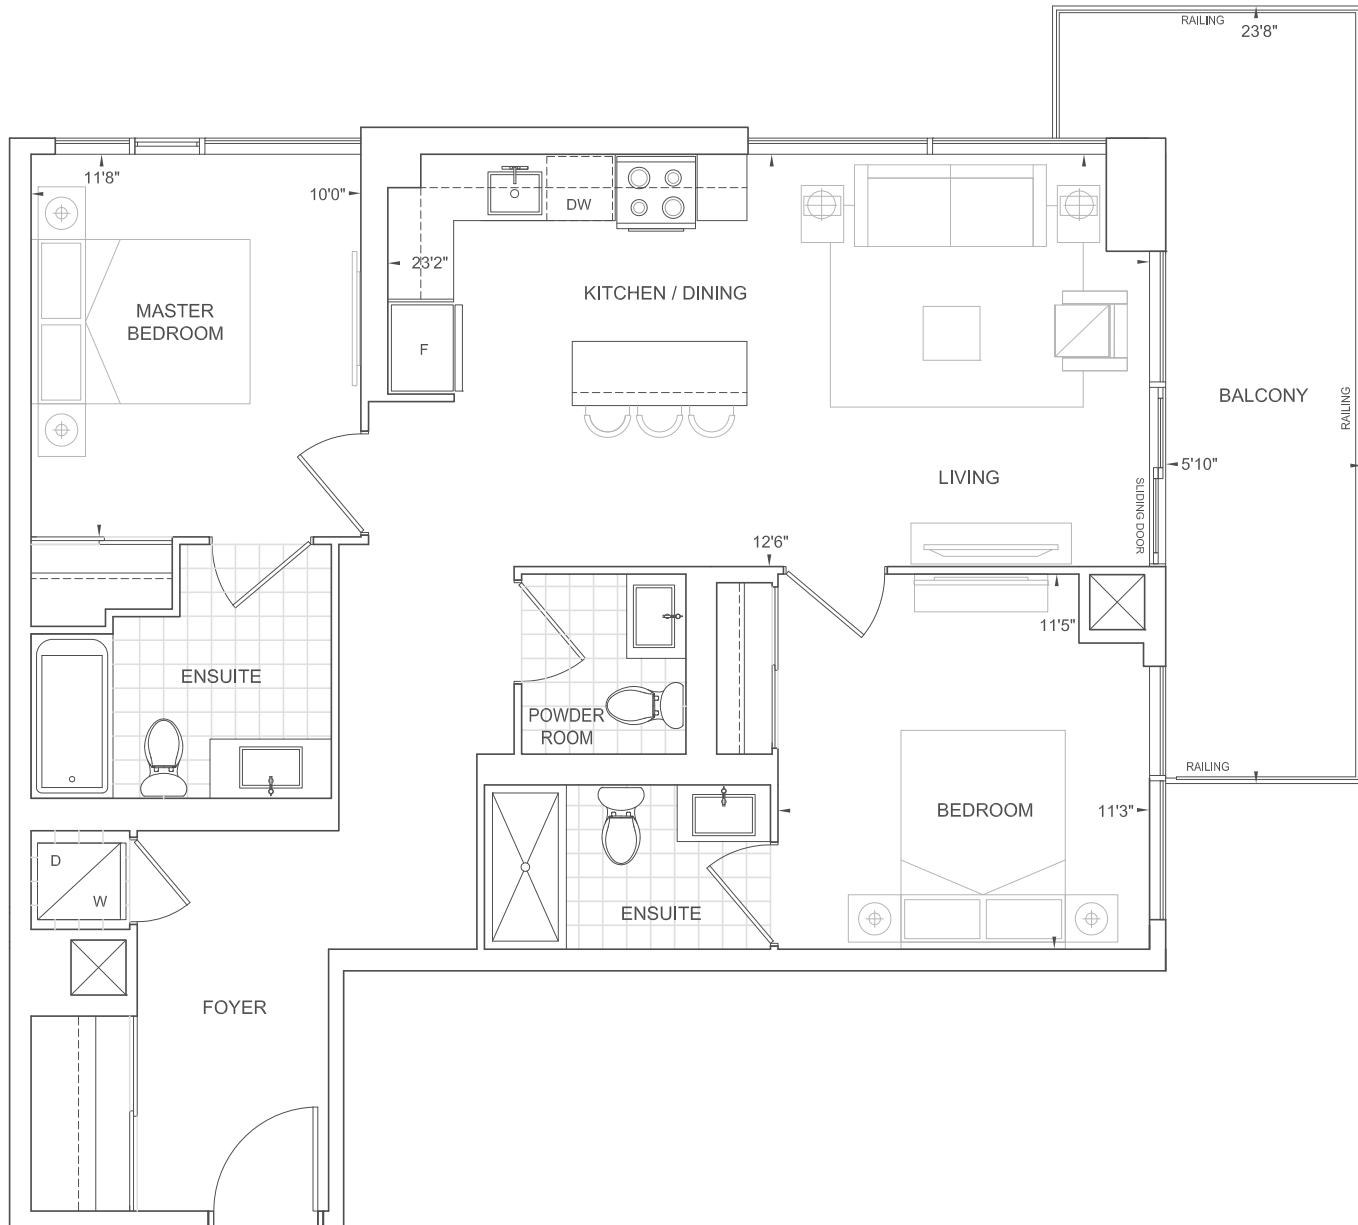 RAILING
23'8"
11'8"
10'0"
DW
23'2"
KITCHEN / DINING
MASTER
BEDROOM
F
BALCONY
RAILING
LIVING
5'10"
SLIDING DOOR
12'6"
11'5"
ENSUITE
POWDER
ROOM
RAILING
BEDROOM
11'3"
D
W
ENSUITE
FOYER